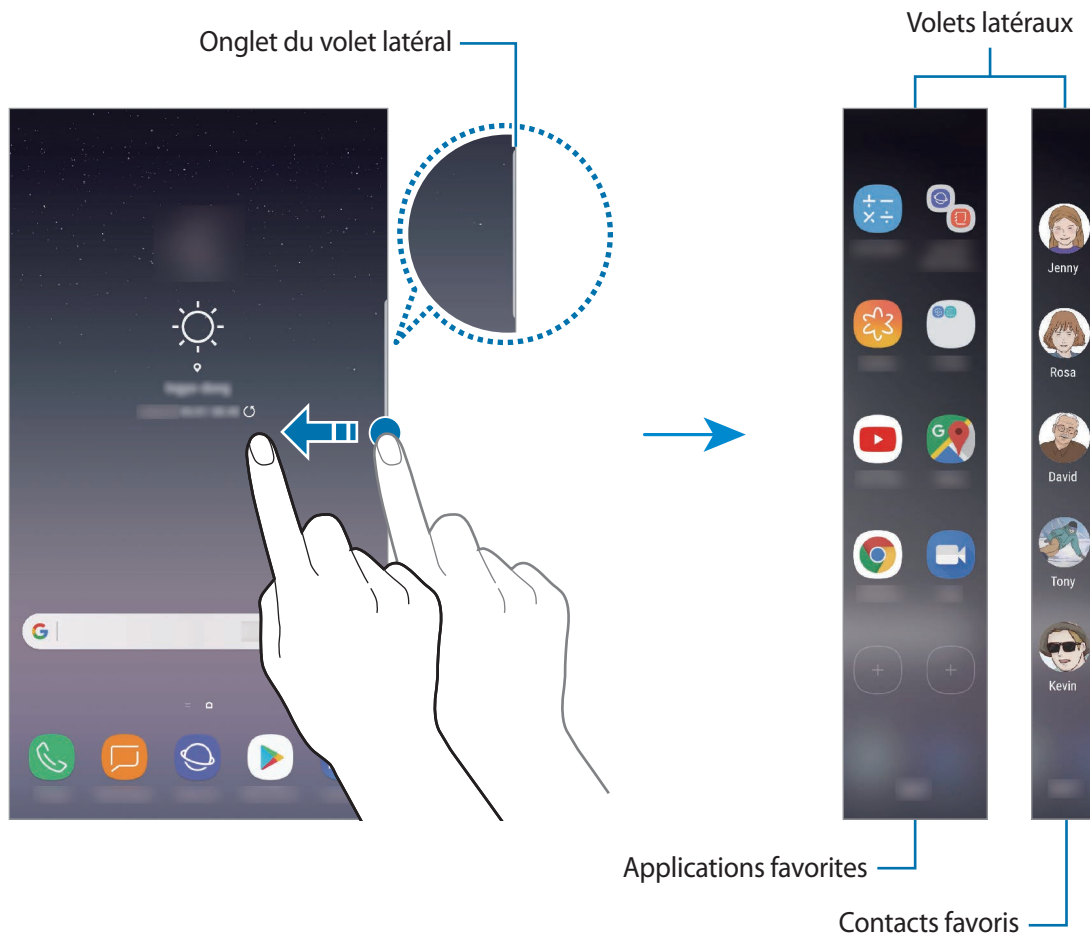 Onglet du volet latéral
Volets latéraux
Jenny
Rosa
David
Tony
Kevin
Applications favorites
Contacts favoris